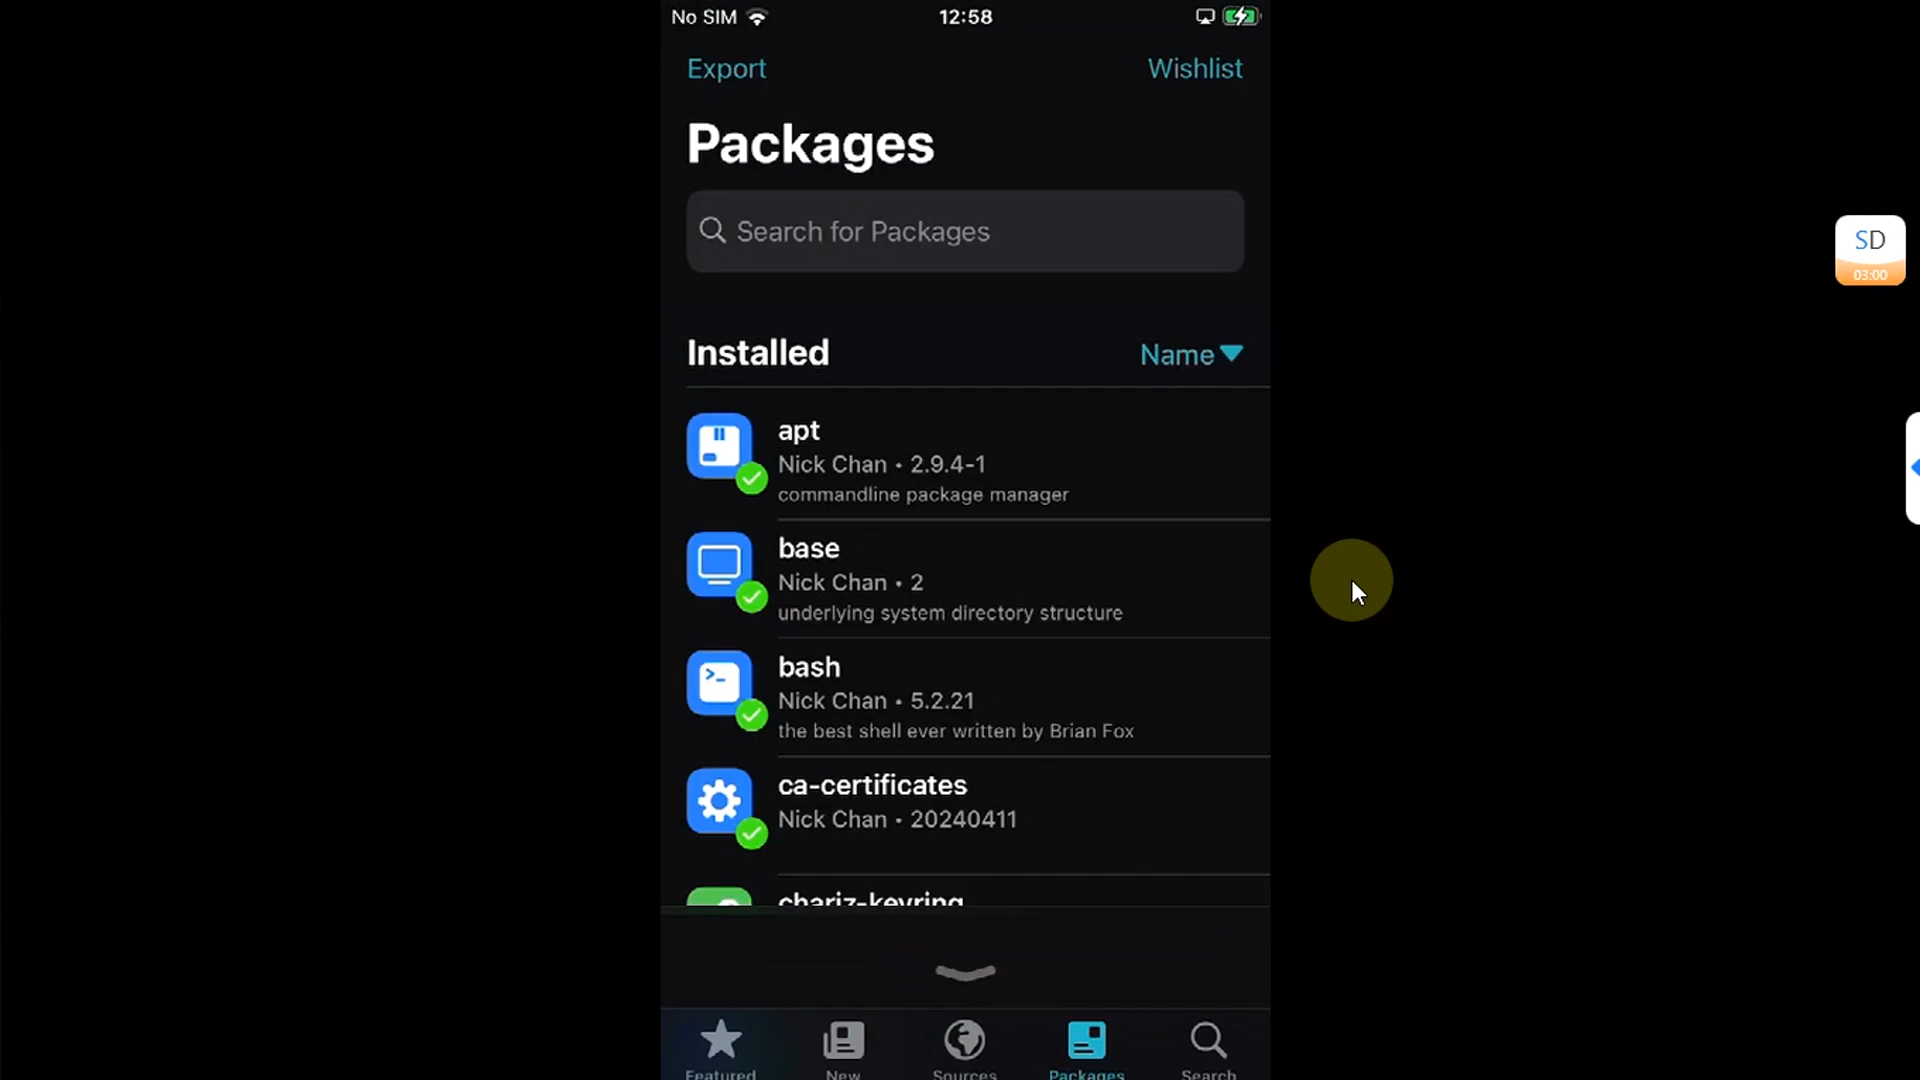 No SIM
12:58
Export
Wishlist
Packages
Search for Packages
Installed
Name
apt
Nick Chan • 2.9.4-1
commandline package manager
base
Nick Chan • 2
underlying system directory structure
bash
Nick Chan • 5.2.21
the best shell ever written by Brian Fox
ca-certificates
Nick Chan • 20240411
chariz-keyring
Featured
New
Sources
Packages
Search
SD
03:00